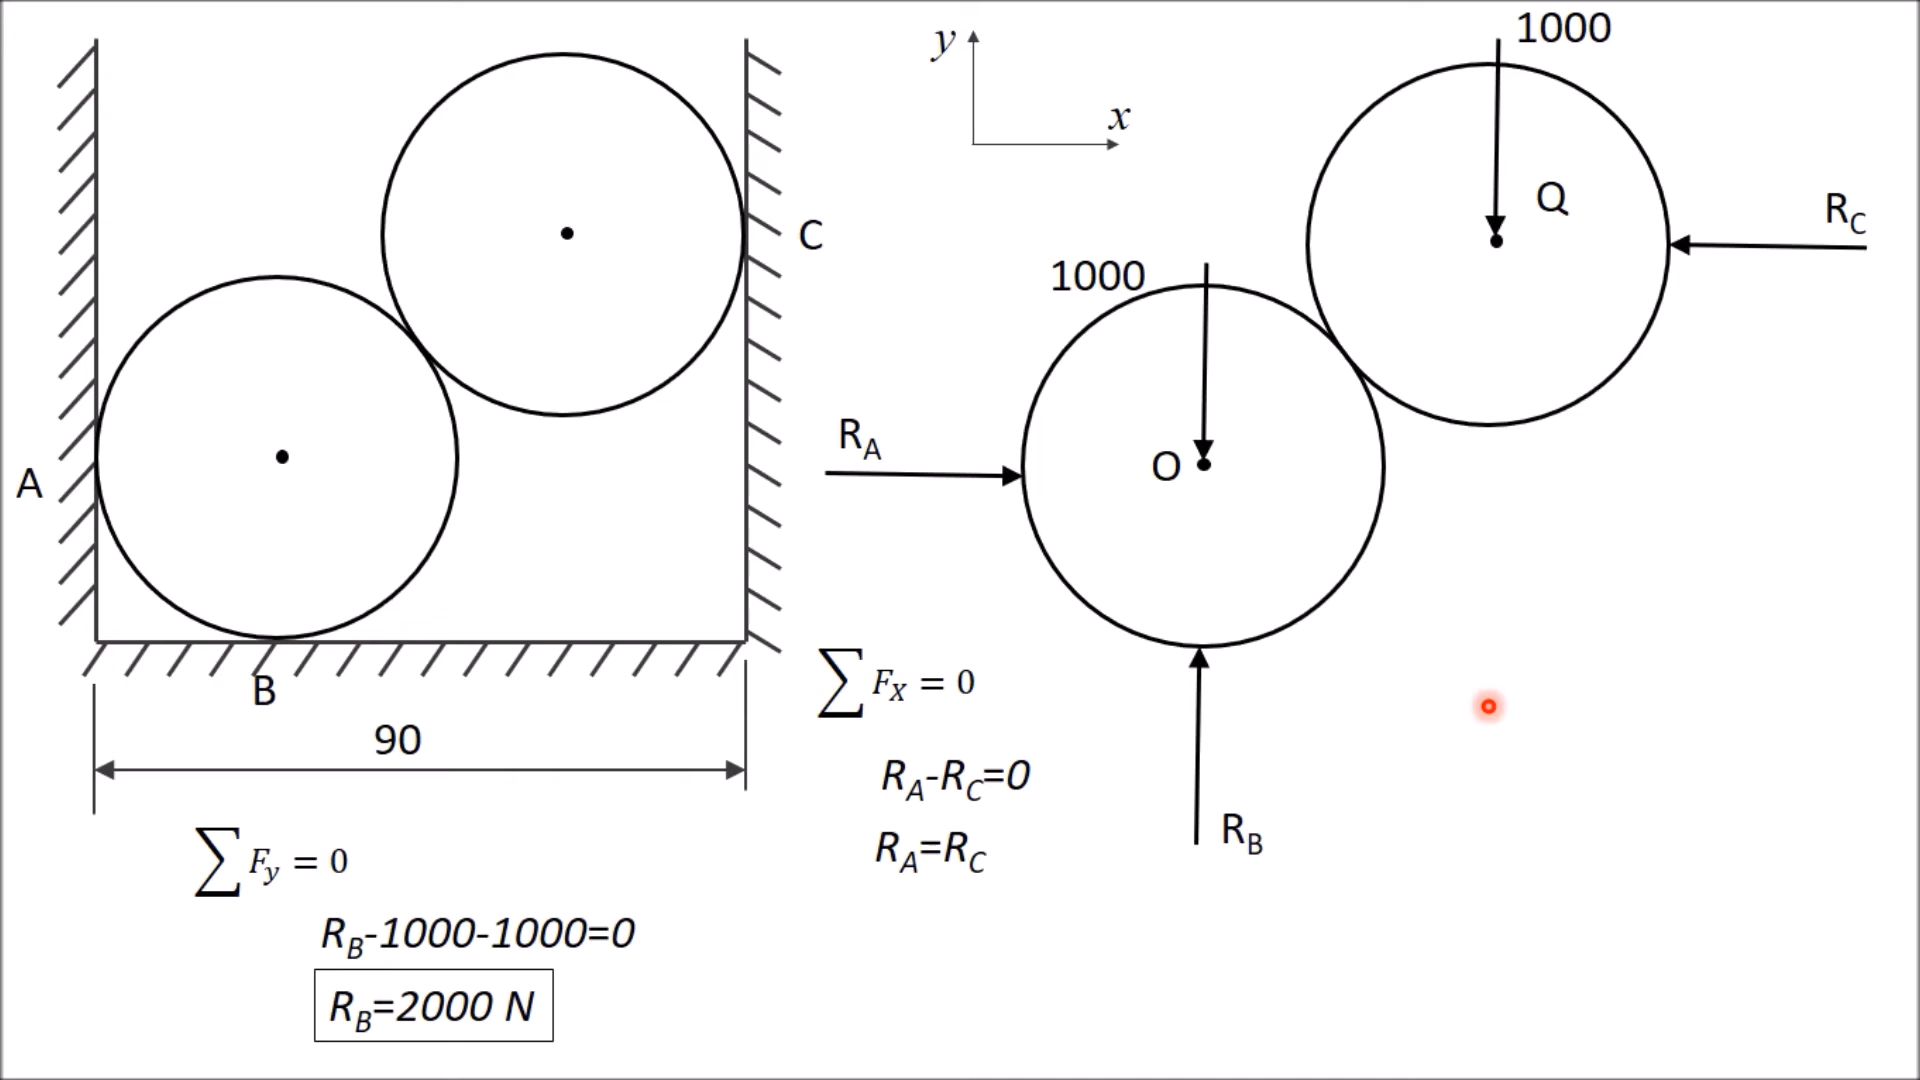 1000
y
x
Q
R_C
C
1000
R_A
O
A
B
90
∑ F_X = 0
R_A-R_C=0
R_A=R_C
R_B
∑ F_y = 0
R_B-1000-1000=0
R_B=2000 N